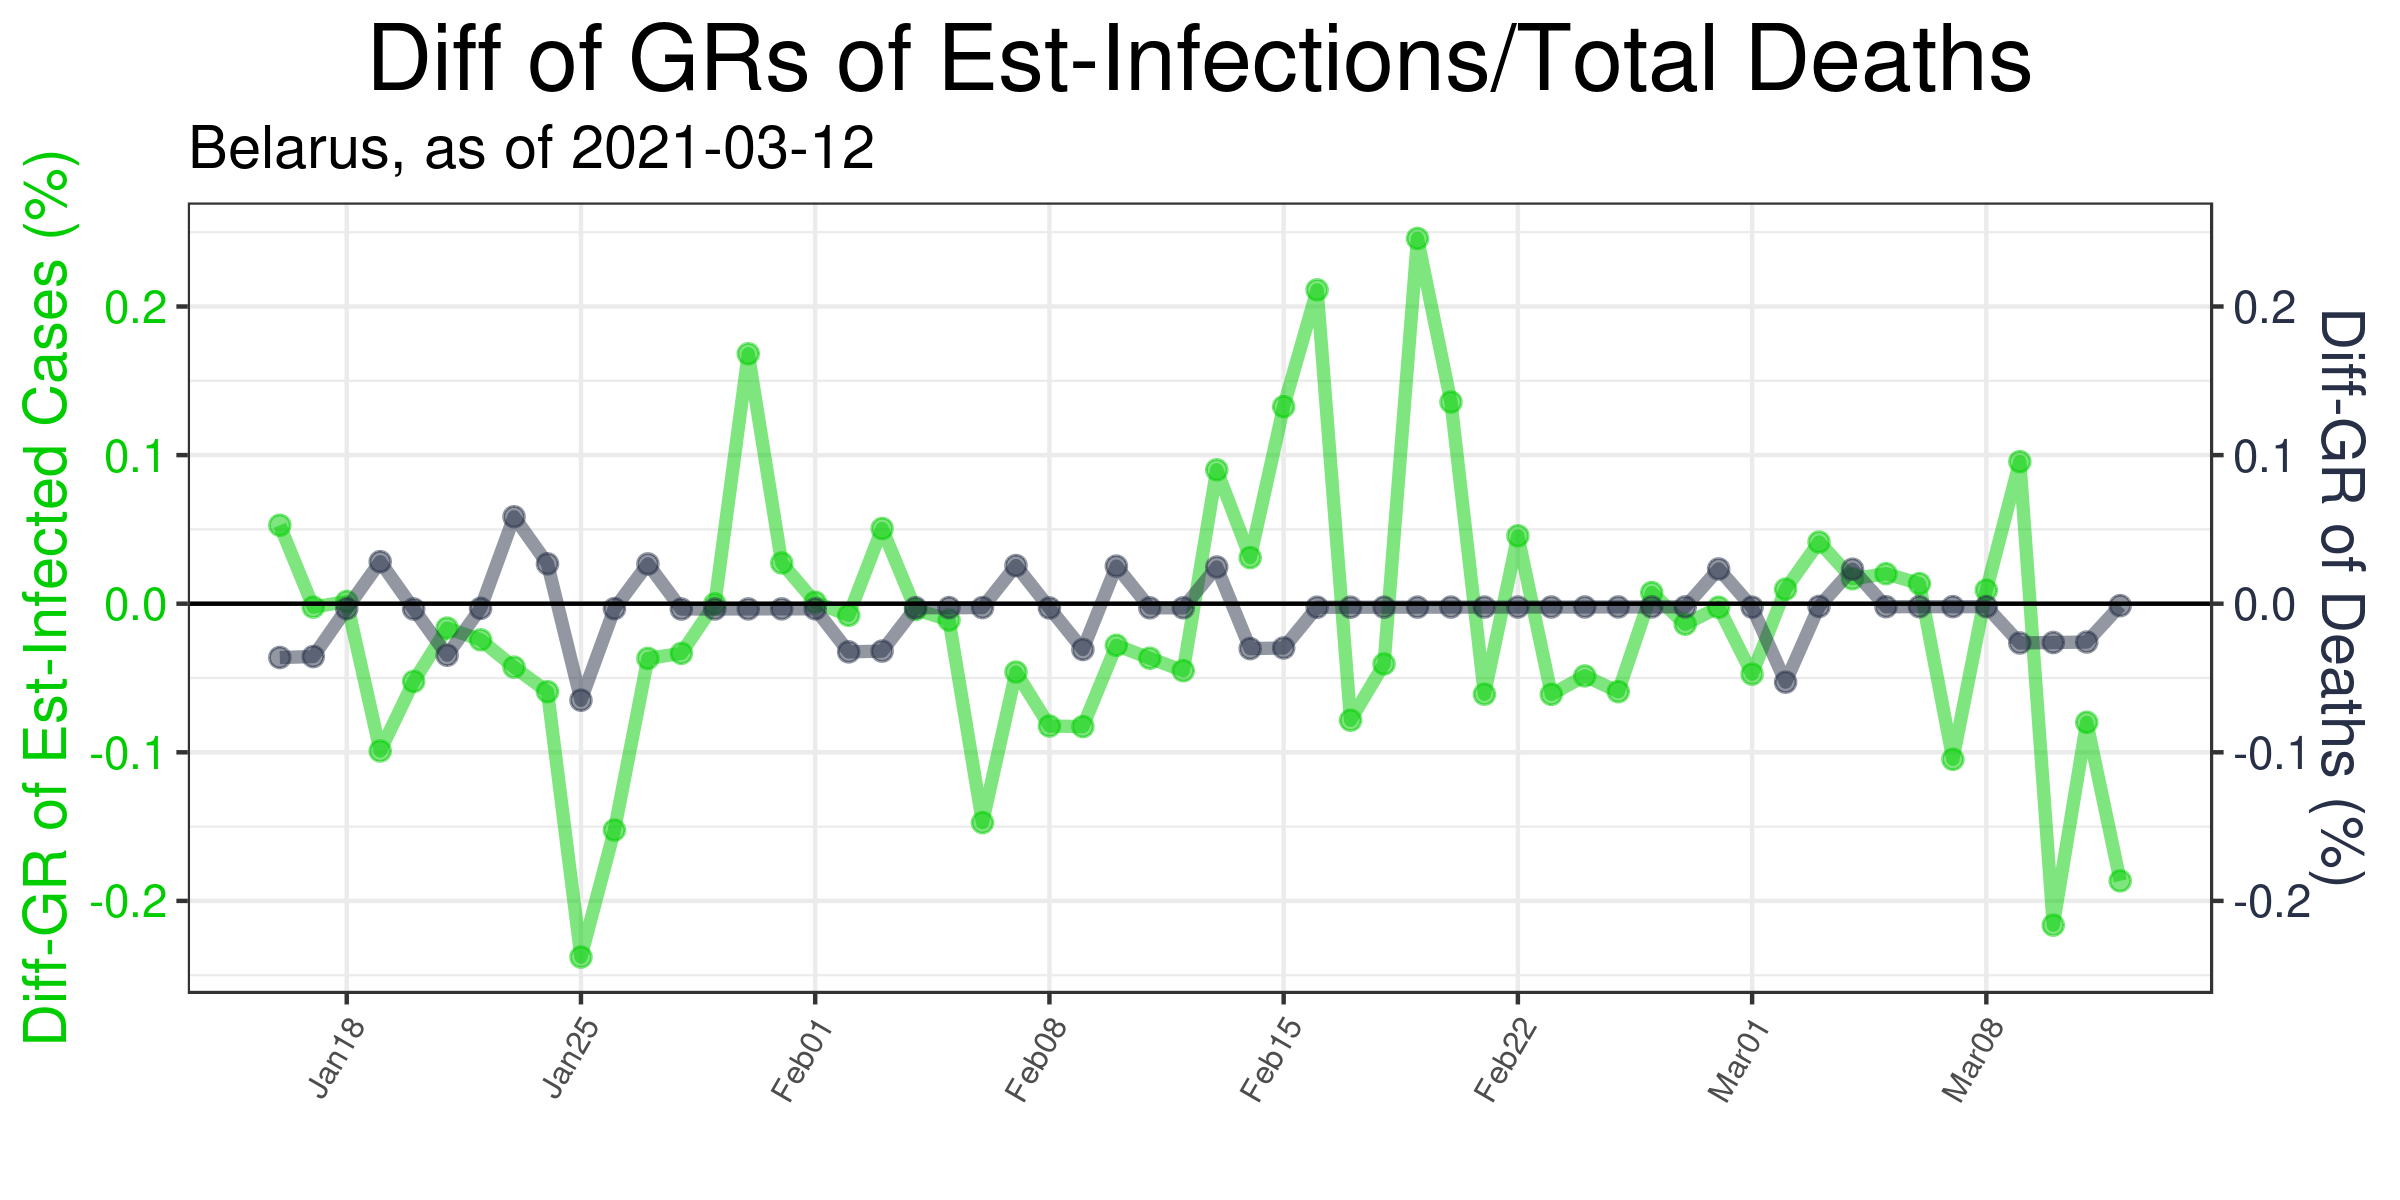 Diff of GRs of Est-Infections/Total Deaths
Belarus, as of 2021-03-12
Diff-GR of Est-Infected Cases (%)
0.2
0.1
0.0
-0.1
-0.2
0.2
0.1
0.0
-0.1
-0.2
Diff-GR of Deaths (%)
Jan18
Jan25
Feb01
Feb08
Feb15
Feb22
Mar01
Mar08